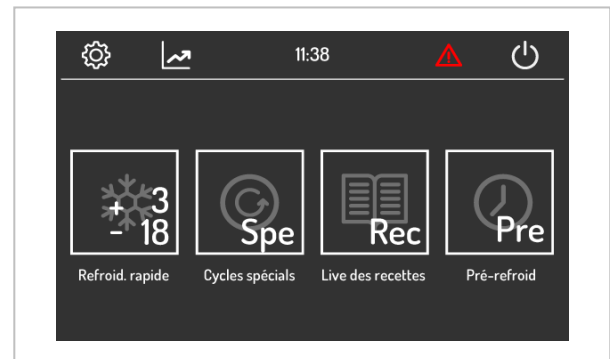 11:38
+3
-18
Spe
Rec
Pre
Refroid. rapide
Cycles spécials
Live des recettes
Pré-refroid